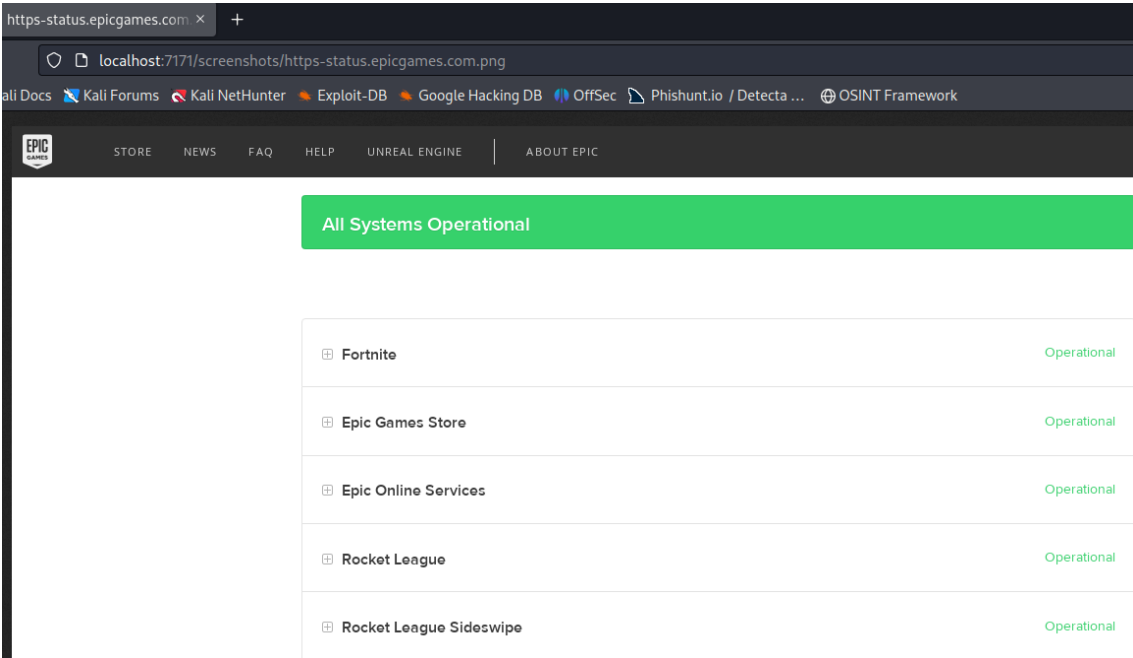 https-status.epicgames.com.
localhost:7171/screenshots/https-status.epicgames.com.png
ali Docs Kali Forums Kali NetHunter Exploit-DB Google Hacking DB OffSec Phishunt.io / Detecta ... OSINT Framework
EPIC
GAMES
STORE NEWS FAQ HELP UNREAL ENGINE ABOUT EPIC
All Systems Operational
Fortnite Operational
Epic Games Store Operational
Epic Online Services Operational
Rocket League Operational
Rocket League Sideswipe Operational